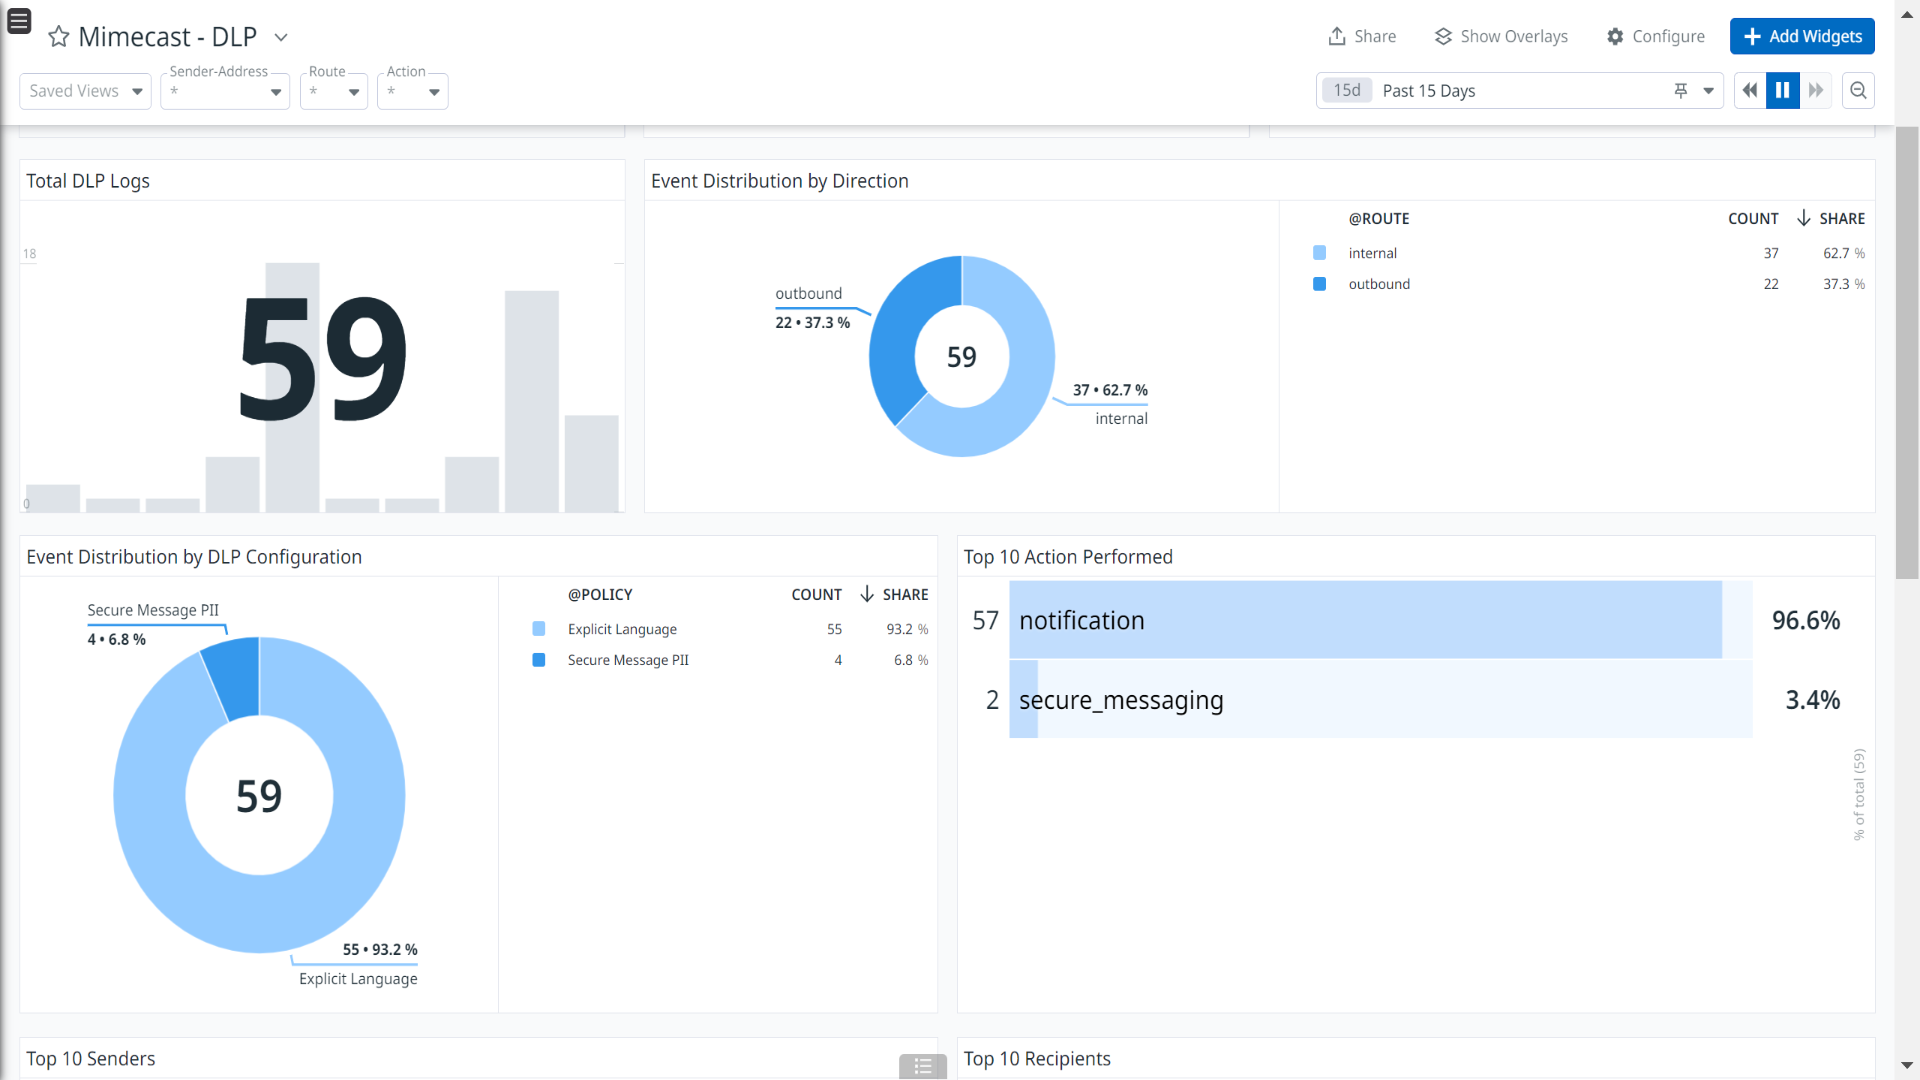 Mimecast - DLP
Share
Show Overlays
Configure
Add Widgets
Saved Views
Sender-Address
*
Route
*
Action
*
15d Past 15 Days
Total DLP Logs
18
59
0
Event Distribution by Direction
outbound
22 • 37.3 %
59
37 • 62.7 %
internal
@ROUTE COUNT SHARE
internal 37 62.7 %
outbound 22 37.3 %
Event Distribution by DLP Configuration
Secure Message PII
4 • 6.8 %
59
55 • 93.2 %
Explicit Language
@POLICY COUNT SHARE
Explicit Language 55 93.2 %
Secure Message PII 4 6.8 %
Top 10 Action Performed
57 notification 96.6%
2 secure_messaging 3.4%
% of total (59)
Top 10 Senders
Top 10 Recipients